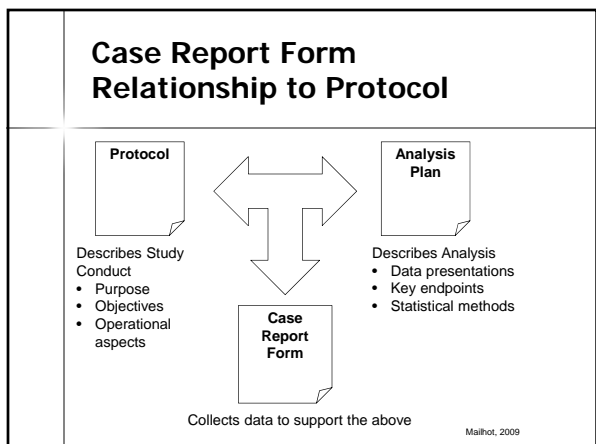 Case Report Form
Relationship to Protocol
Protocol
Describes Study
Conduct
• Purpose
• Objectives
• Operational
aspects
Analysis
Plan
Describes Analysis
• Data presentations
• Key endpoints
• Statistical methods
Case
Report
Form
Collects data to support the above
Mailhot, 2009